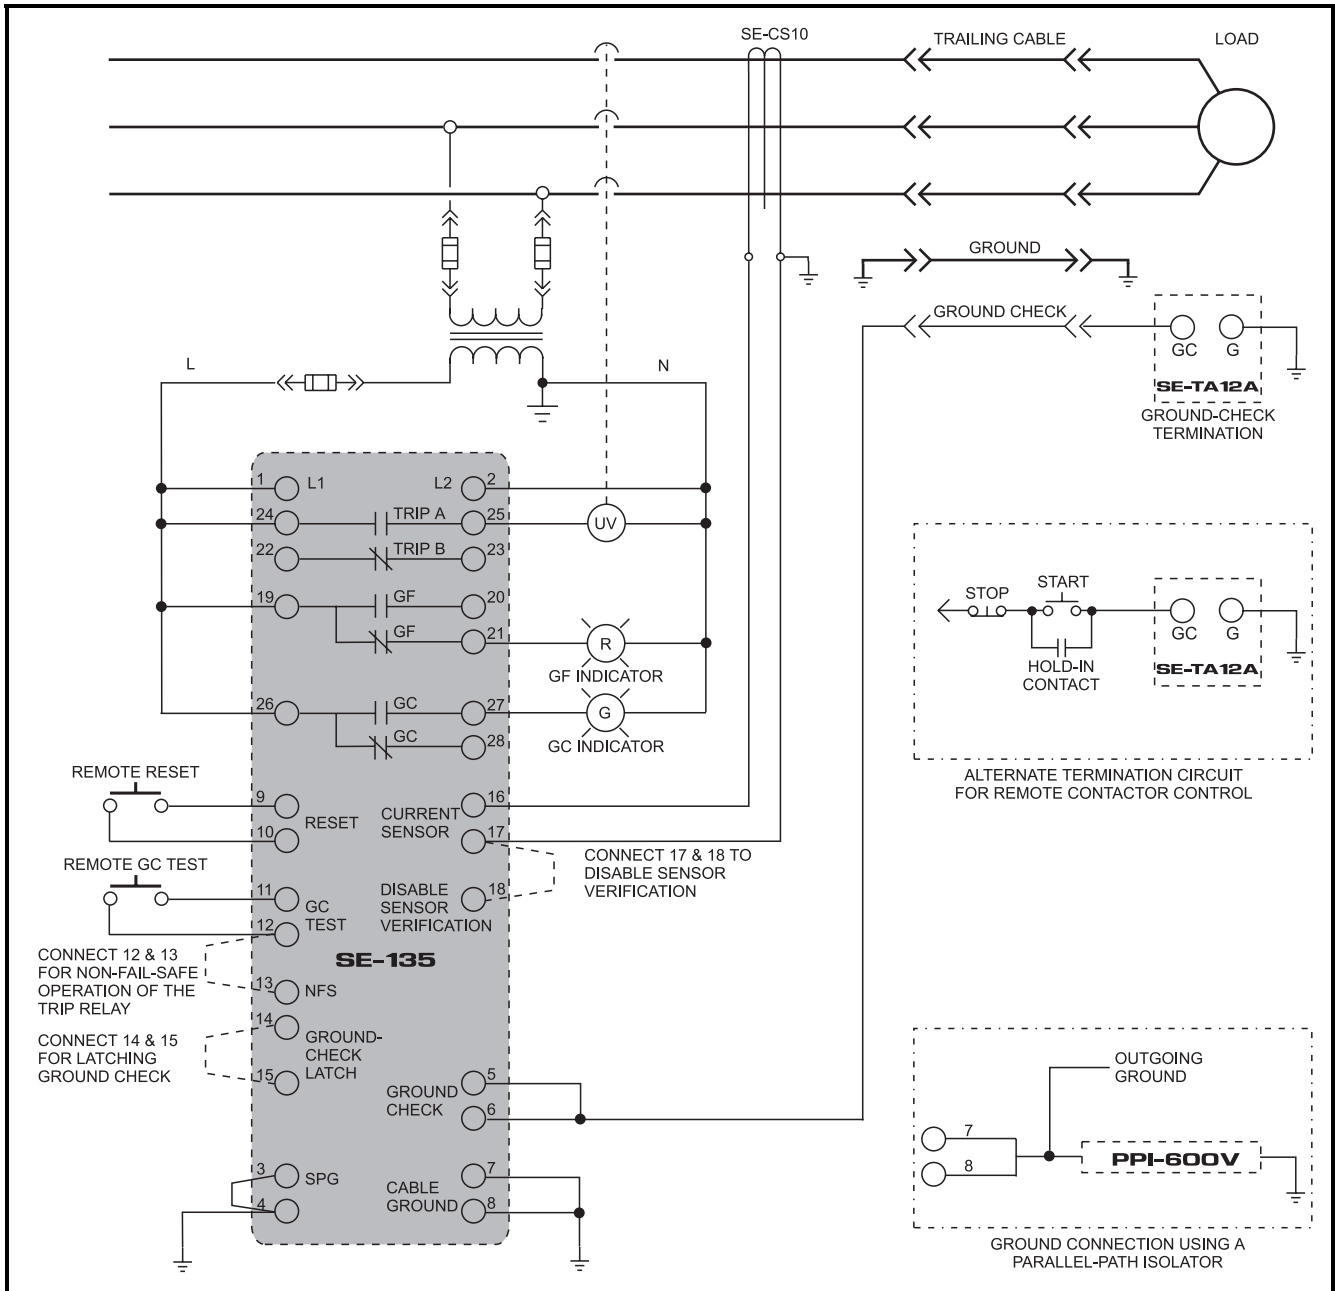 SE-CS10
TRAILING CABLE
LOAD
GROUND
GROUND CHECK
GC
G
SE-TA12A
GROUND-CHECK
TERMINATION
L
N
1
L1
L2
2
24
TRIP A
25
UV
22
TRIP B
23
19
GF
20
GF
21
R
GF INDICATOR
26
GC
27
G
GC
28
GC INDICATOR
STOP
START
HOLD-IN
CONTACT
GC
G
SE-TA12A
ALTERNATE TERMINATION CIRCUIT
FOR REMOTE CONTACTOR CONTROL
REMOTE RESET
9
10
RESET
CURRENT
SENSOR
16
17
CONNECT 17 & 18 TO
DISABLE SENSOR
VERIFICATION
REMOTE GC TEST
11
12
GC
TEST
DISABLE
SENSOR
VERIFICATION
18
SE-135
CONNECT 12 & 13
FOR NON-FAIL-SAFE
OPERATION OF THE
TRIP RELAY
13
NFS
14
15
GROUND-
CHECK
LATCH
CONNECT 14 & 15
FOR LATCHING
GROUND CHECK
GROUND
CHECK
5
6
3
SPG
4
CABLE
GROUND
7
8
OUTGOING
GROUND
7
8
PPI-600V
GROUND CONNECTION USING A
PARALLEL-PATH ISOLATOR